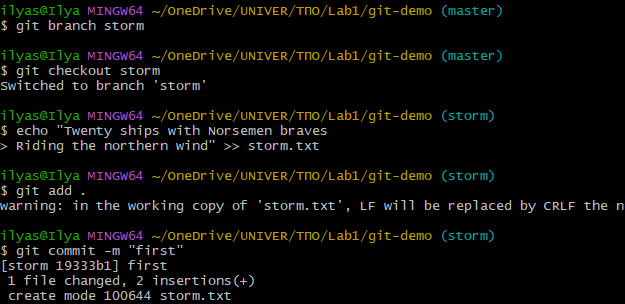 ilyas@Ilya MINGW64 ~/OneDrive/UNIVER/ТПО/Lab1/git-demo (master)
$ git branch storm
ilyas@Ilya MINGW64 ~/OneDrive/UNIVER/ТПО/Lab1/git-demo (master)
$ git checkout storm
Switched to branch 'storm'
ilyas@Ilya MINGW64 ~/OneDrive/UNIVER/ТПО/Lab1/git-demo (storm)
$ echo "Twenty ships with Norsemen braves
> Riding the northern wind" >> storm.txt
ilyas@Ilya MINGW64 ~/OneDrive/UNIVER/ТПО/Lab1/git-demo (storm)
$ git add .
warning: in the working copy of 'storm.txt', LF will be replaced by CRLF the n
ilyas@Ilya MINGW64 ~/OneDrive/UNIVER/ТПО/Lab1/git-demo (storm)
$ git commit -m "first"
[storm 19333b1] first
1 file changed, 2 insertions(+)
create mode 100644 storm.txt